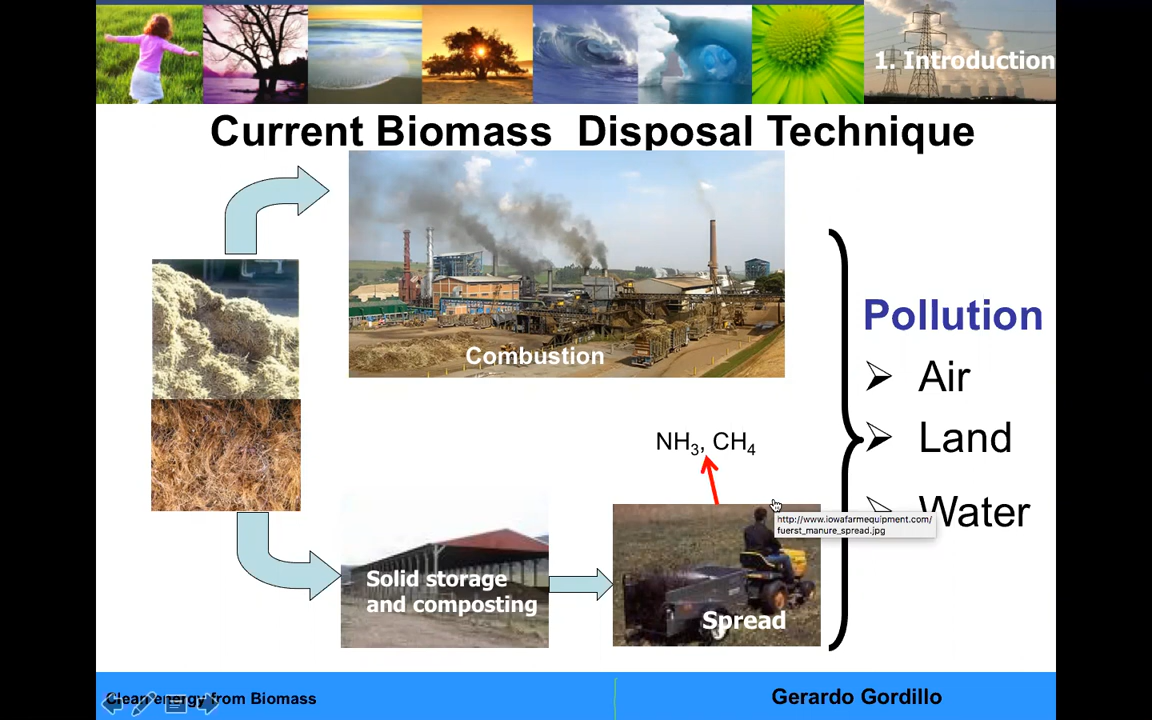 1. Introduction
Current Biomass Disposal Technique
Combustion
Pollution
Air
Land
Water
NH3, CH4
http://www.iowafarmequipment.com/
fuerst_manure_spread.jpg
Solid storage
and composting
Spread
Clean energy from Biomass
Gerardo Gordillo